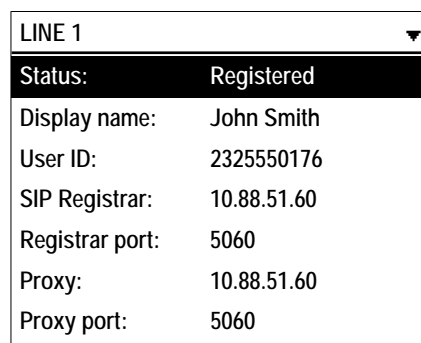 LINE 1
Status: Registered
Display name: John Smith
User ID: 2325550176
SIP Registrar: 10.88.51.60
Registrar port: 5060
Proxy: 10.88.51.60
Proxy port: 5060